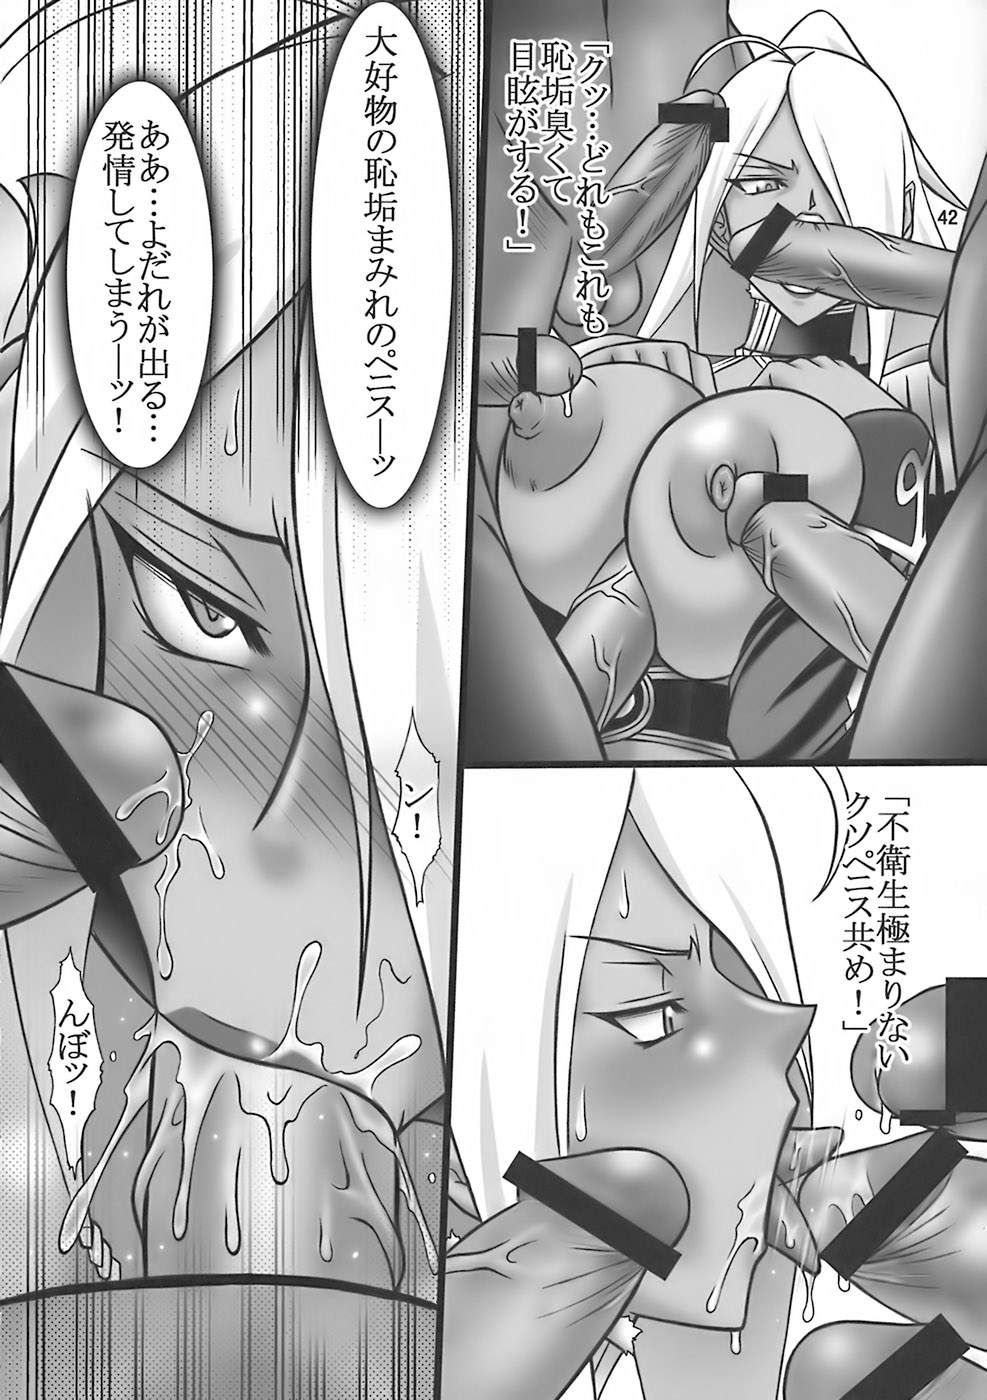 42
「クッ…どれもこれも
恥垢臭くて
目眩がする！」
「不衛生極まりない
クソペニス共め！」
大好物の恥垢まみれのペニスーッ
ああ…よだれが出る…
発情してしまうーッ！
ン！
んぼッ！